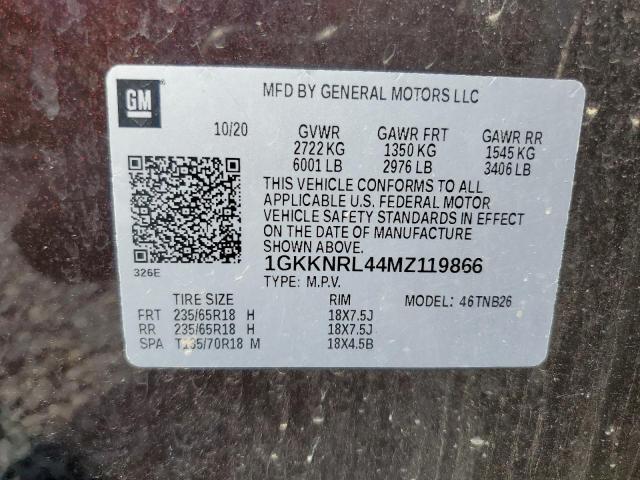 GM
®
MFD BY GENERAL MOTORS LLC
10/20 GVWR GAWR FRT GAWR RR
2722 KG 1350 KG 1545 KG
6001 LB 2976 LB 3406 LB
THIS VEHICLE CONFORMS TO ALL
APPLICABLE U.S. FEDERAL MOTOR
VEHICLE SAFETY STANDARDS IN EFFECT
ON THE DATE OF MANUFACTURE
SHOWN ABOVE.
326E
1GKKNRL44MZ119866
TYPE: M.P.V.
TIRE SIZE RIM MODEL: 46TNB26
FRT 235/65R18 H 18X7.5J
RR 235/65R18 H 18X7.5J
SPA T135/70R18 M 18X4.5B